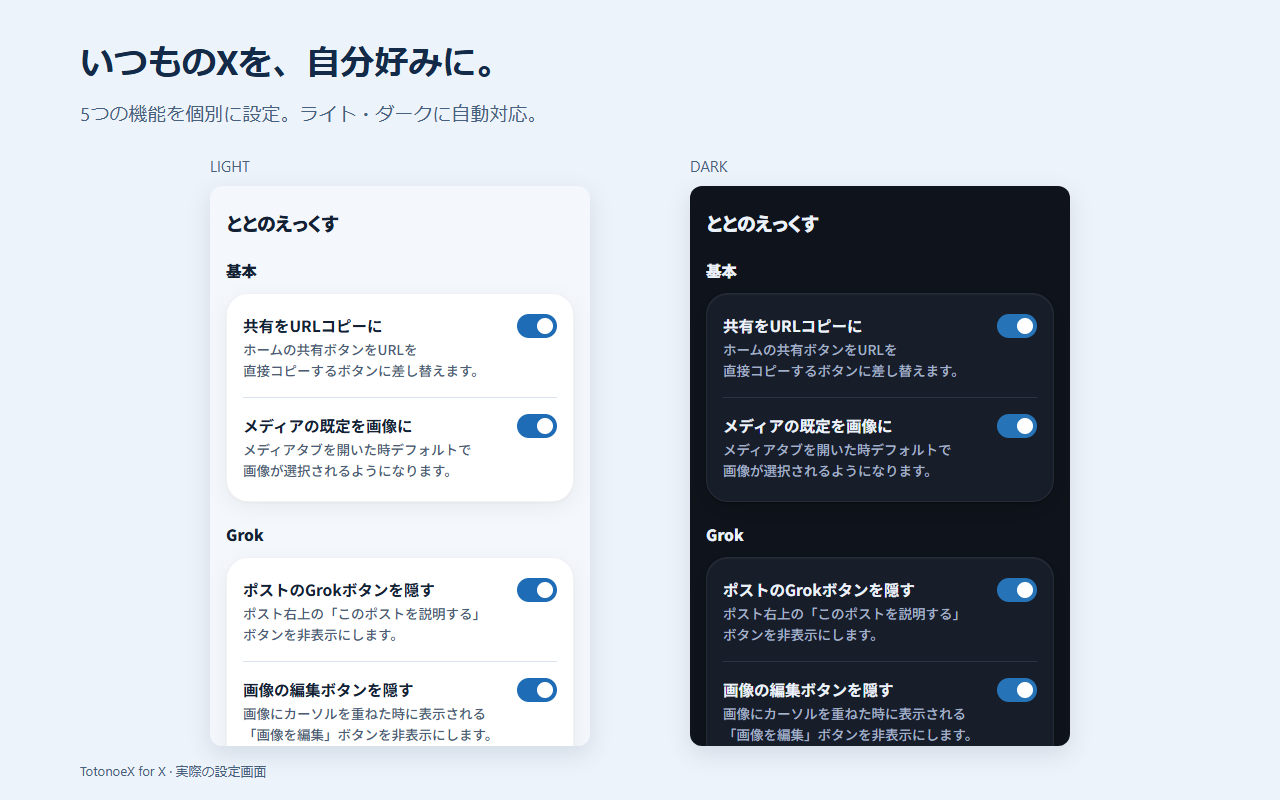 いつものXを、自分好みに。
5つの機能を個別に設定。ライト・ダークに自動対応。
LIGHT
ととのえっくす
基本
共有をURLコピーに
ホームの共有ボタンをURLを
直接コピーするボタンに差し替えます。
メディアの既定を画像に
メディアタブを開いた時デフォルトで
画像が選択されるようになります。
Grok
ポストのGrokボタンを隠す
ポスト右上の「このポストを説明する」
ボタンを非表示にします。
画像の編集ボタンを隠す
画像にカーソルを重ねた時に表示される
「画像を編集」ボタンを非表示にします。
DARK
ととのえっくす
基本
共有をURLコピーに
ホームの共有ボタンをURLを
直接コピーするボタンに差し替えます。
メディアの既定を画像に
メディアタブを開いた時デフォルトで
画像が選択されるようになります。
Grok
ポストのGrokボタンを隠す
ポスト右上の「このポストを説明する」
ボタンを非表示にします。
画像の編集ボタンを隠す
画像にカーソルを重ねた時に表示される
「画像を編集」ボタンを非表示にします。
TotonoeX for X · 実際の設定画面